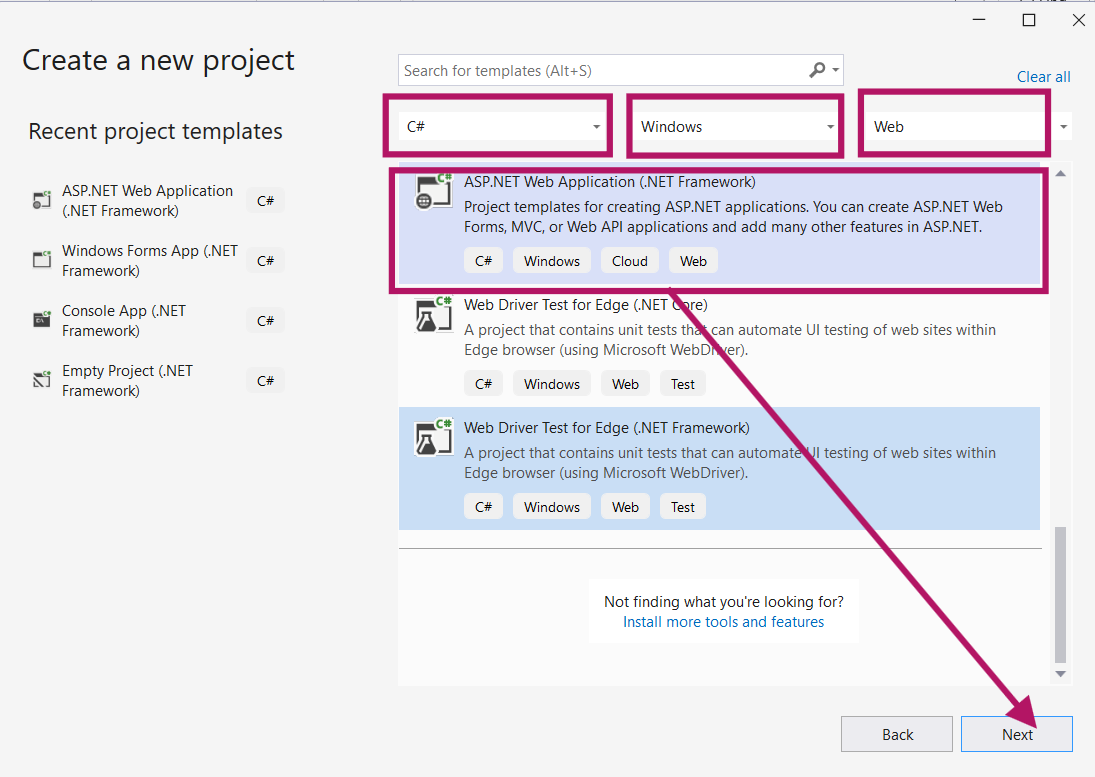 Create a new project
Search for templates (Alt+S)
Clear all
Recent project templates
C#
Windows
Web
ASP.NET Web Application
(.NET Framework)
C#
Windows Forms App (.NET
Framework)
C#
Console App (.NET
Framework)
C#
Empty Project (.NET
Framework)
C#
C#
ASP.NET Web Application (.NET Framework)
Project templates for creating ASP.NET applications. You can create ASP.NET Web
Forms, MVC, or Web API applications and add many other features in ASP.NET.
C# Windows Cloud Web
C#
Web Driver Test for Edge (.NET Core)
A project that contains unit tests that can automate UI testing of web sites within
Edge browser (using Microsoft WebDriver).
C# Windows Web Test
C#
Web Driver Test for Edge (.NET Framework)
A project that contains unit tests that can automate UI testing of web sites within
Edge browser (using Microsoft WebDriver).
C# Windows Web Test
Not finding what you're looking for?
Install more tools and features
Back
Next